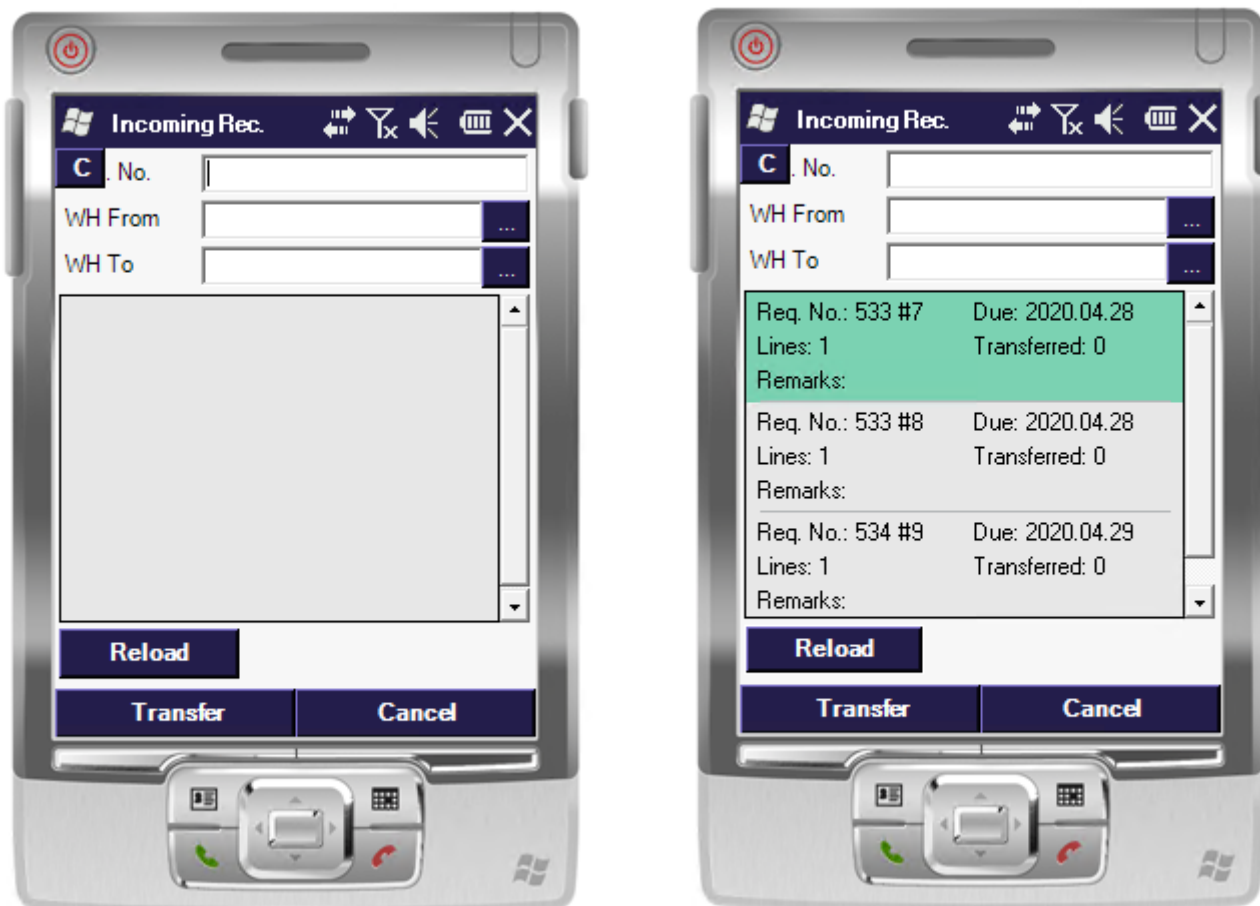 Incoming Rec.
C . No.
WH From ...
WH To ...
Reload
Transfer Cancel
Incoming Rec.
C . No.
WH From ...
WH To ...
Req. No.: 533 #7 Due: 2020.04.28
Lines: 1 Transferred: 0
Remarks:
Req. No.: 533 #8 Due: 2020.04.28
Lines: 1 Transferred: 0
Remarks:
Req. No.: 534 #9 Due: 2020.04.29
Lines: 1 Transferred: 0
Remarks:
Reload
Transfer Cancel